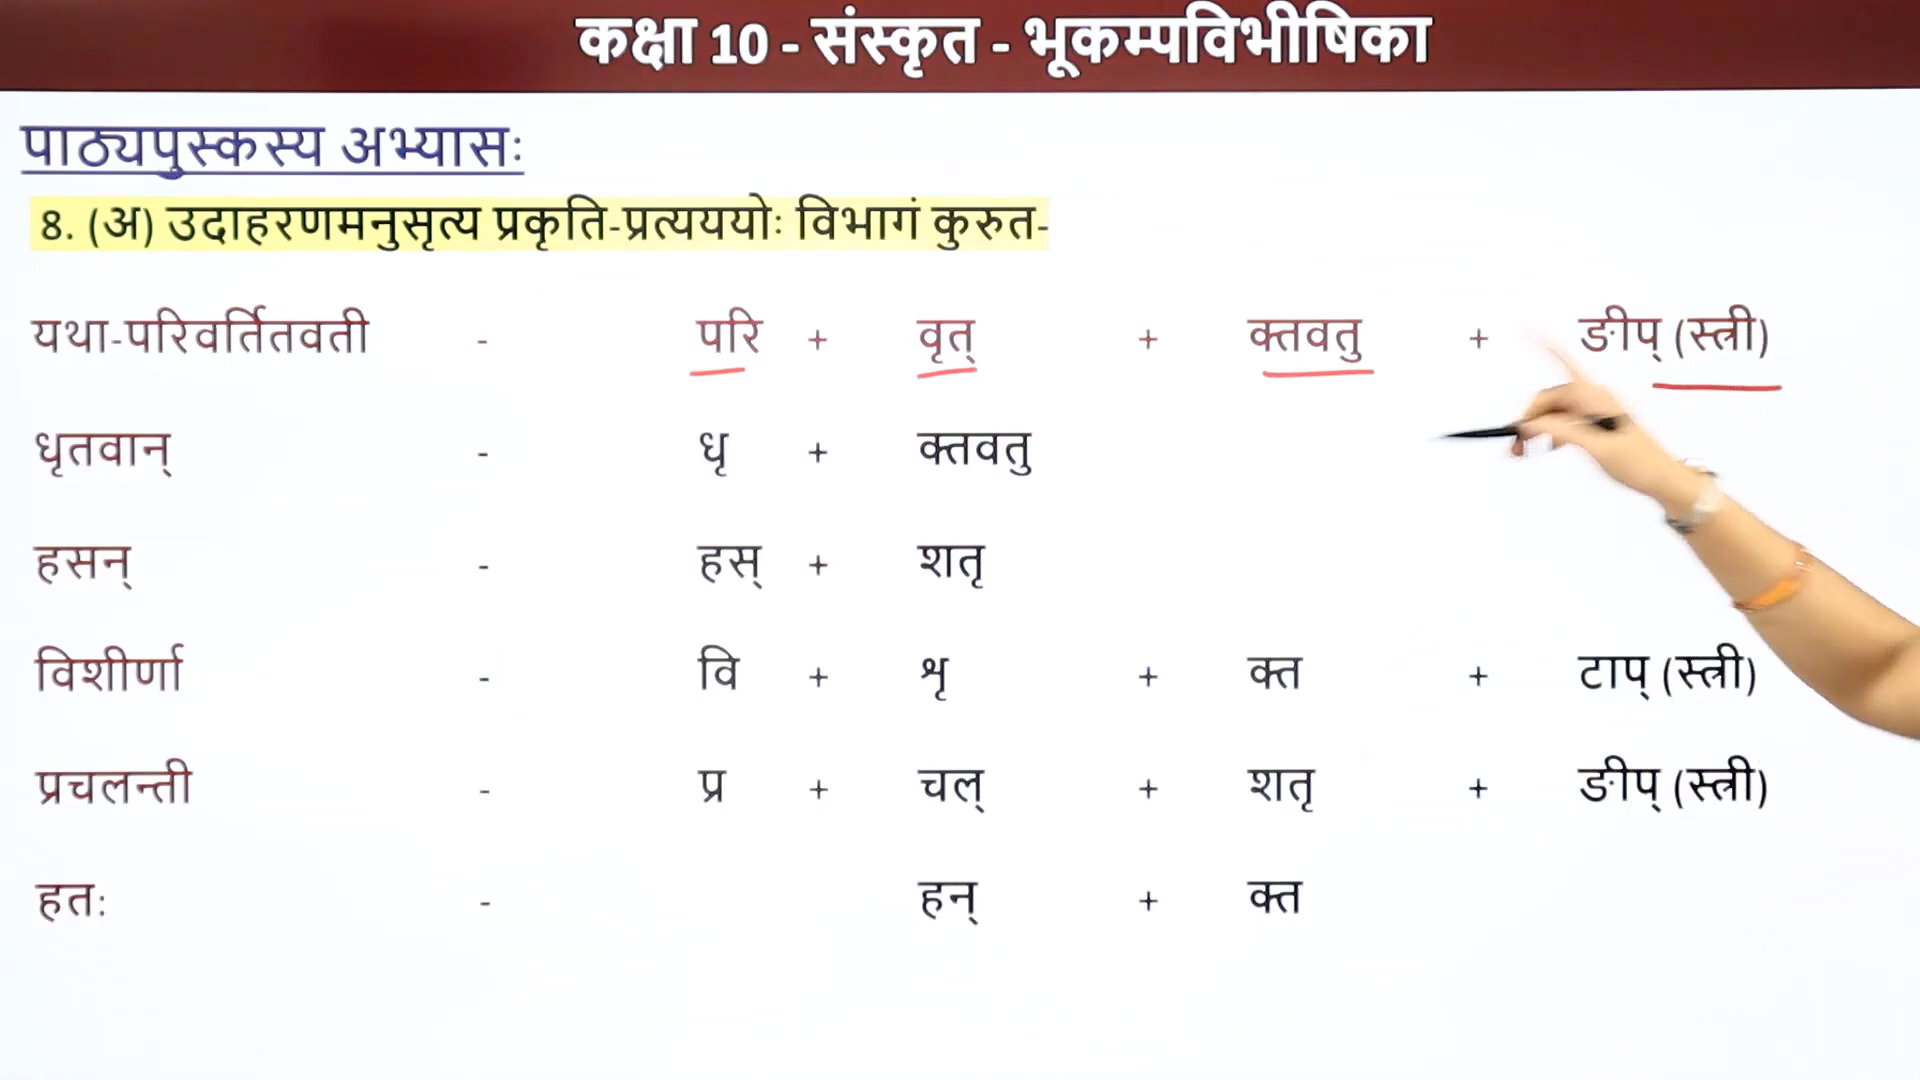 कक्षा 10 - संस्कृत - भूकम्पविभीषिका
पाठ्यपुस्कस्य अभ्यासः
8. (अ) उदाहरणमनुसृत्य प्रकृति-प्रत्यययोः विभागं कुरुत-
यथा-परिवर्तितवती - परि + वृत् + क्तवतु + ङीप् (स्त्री)
धृतवान् - धृ + क्तवतु
हसन् - हस् + शतृ
विशीर्णा - वि + शृ + क्त + टाप् (स्त्री)
प्रचलन्ती - प्र + चल् + शतृ + ङीप् (स्त्री)
हतः - हन् + क्त